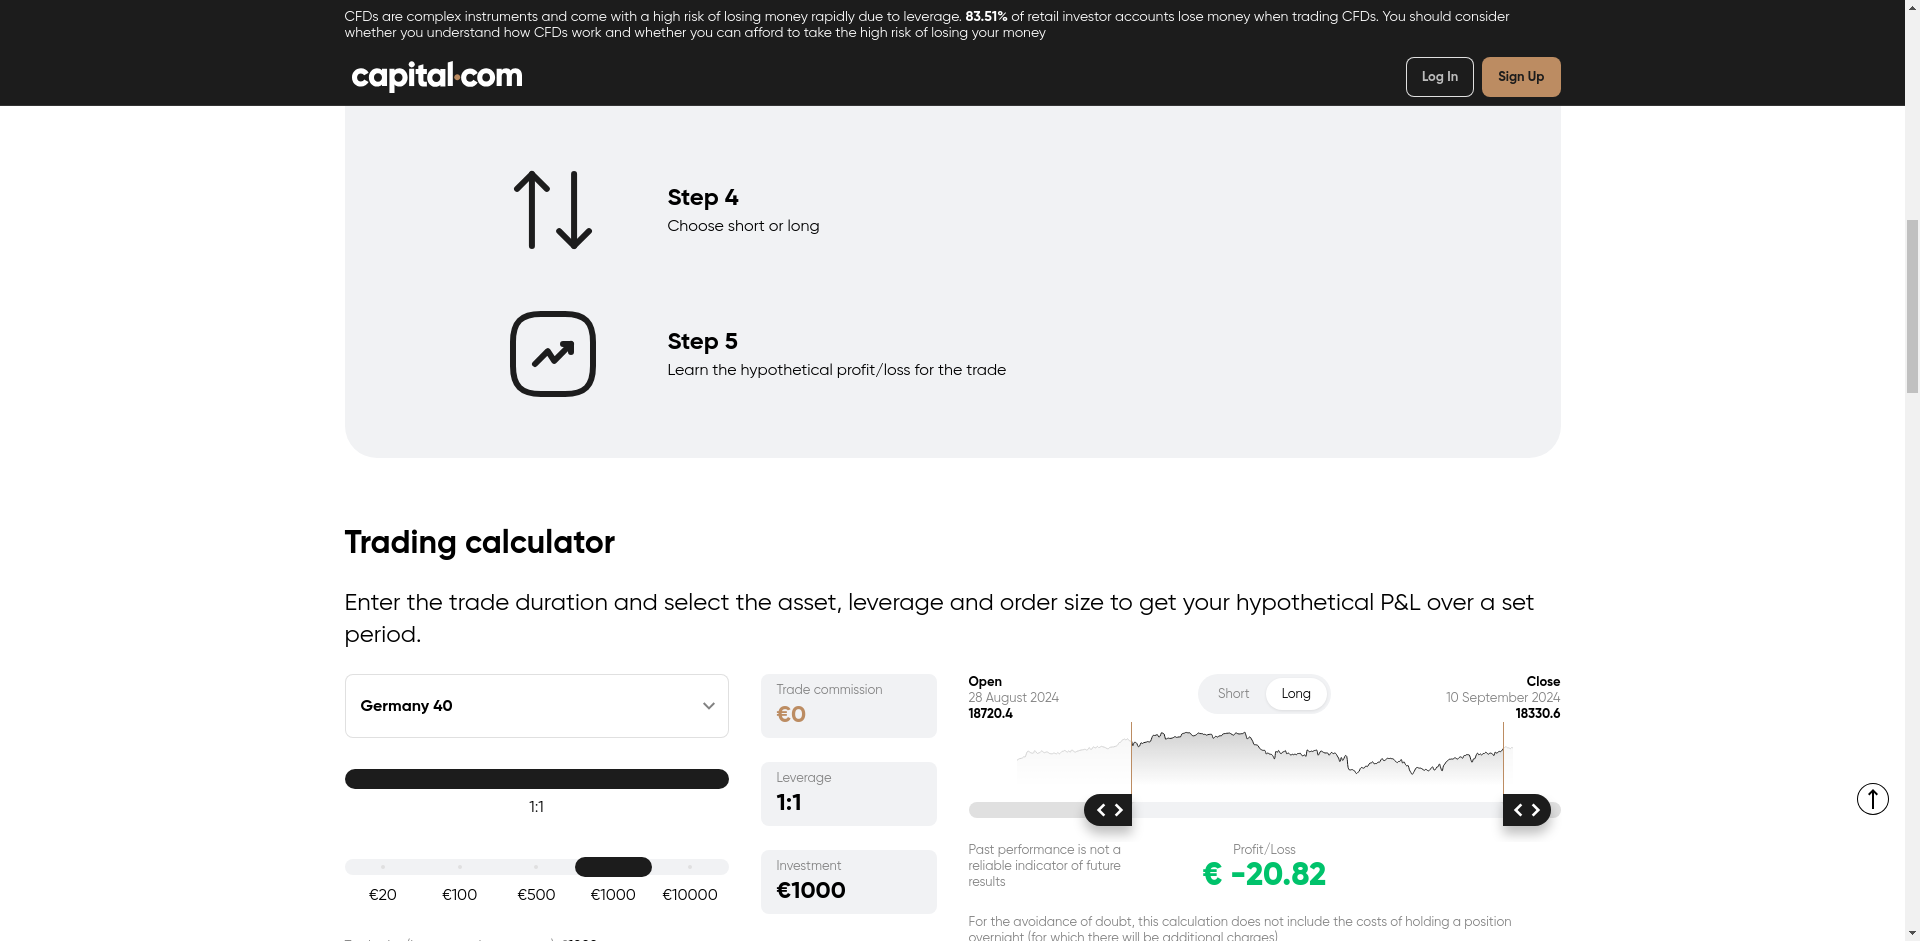 CFDs are complex instruments and come with a high risk of losing money rapidly due to leverage. 83.51% of retail investor accounts lose money when trading CFDs. You should consider
whether you understand how CFDs work and whether you can afford to take the high risk of losing your money
capital.com
Log In
Sign Up
Step 4
Choose short or long
Step 5
Learn the hypothetical profit/loss for the trade
Trading calculator
Enter the trade duration and select the asset, leverage and order size to get your hypothetical P&L over a set
period.
Germany 40
1:1
€20 €100 €500 €1000 €10000
Trade commission
€0
Leverage
1:1
Investment
€1000
Open
28 August 2024
18720.4
Short Long
Close
10 September 2024
18330.6
Past performance is not a
reliable indicator of future
results
Profit/Loss
€ -20.82
For the avoidance of doubt, this calculation does not include the costs of holding a position
overnight (for which there will be additional charges)